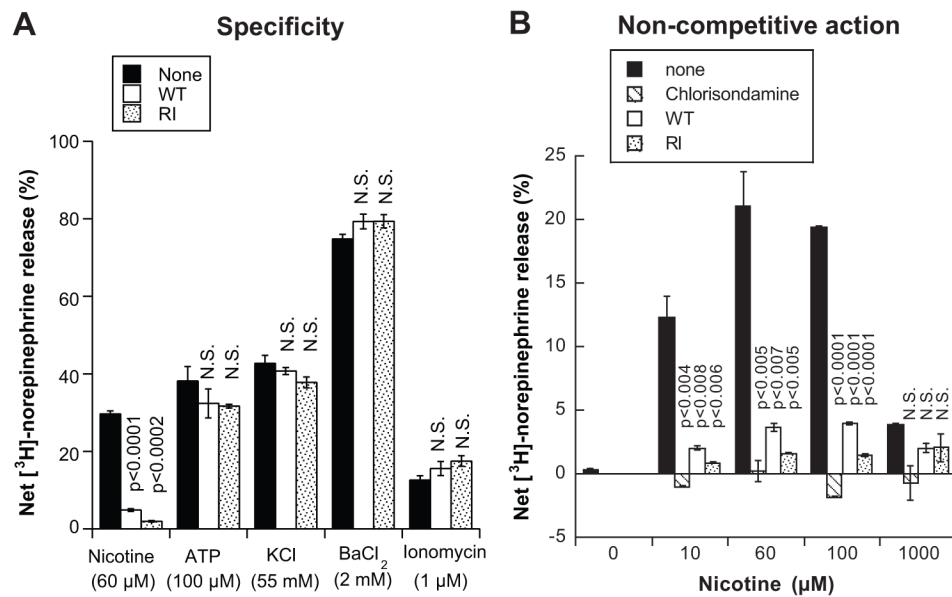 A
Specificity
None
WT
RI
Net [³H]-norepinephrine release (%)
100
80
60
40
20
0
p<0.0001
p<0.0002
N.S.
N.S.
N.S.
N.S.
N.S.
N.S.
N.S.
N.S.
Nicotine
(60 µM)
ATP
(100 µM)
KCl
(55 mM)
BaCl₂
(2 mM)
Ionomycin
(1 µM)
B
Non-competitive action
none
Chlorisondamine
WT
RI
Net [³H]-norepinephrine release (%)
25
20
15
10
5
0
-5
p<0.004
p<0.008
p<0.006
p<0.005
p<0.007
p<0.005
p<0.0001
p<0.0001
p<0.0001
N.S.
N.S.
N.S.
0
10
60
100
1000
Nicotine (µM)